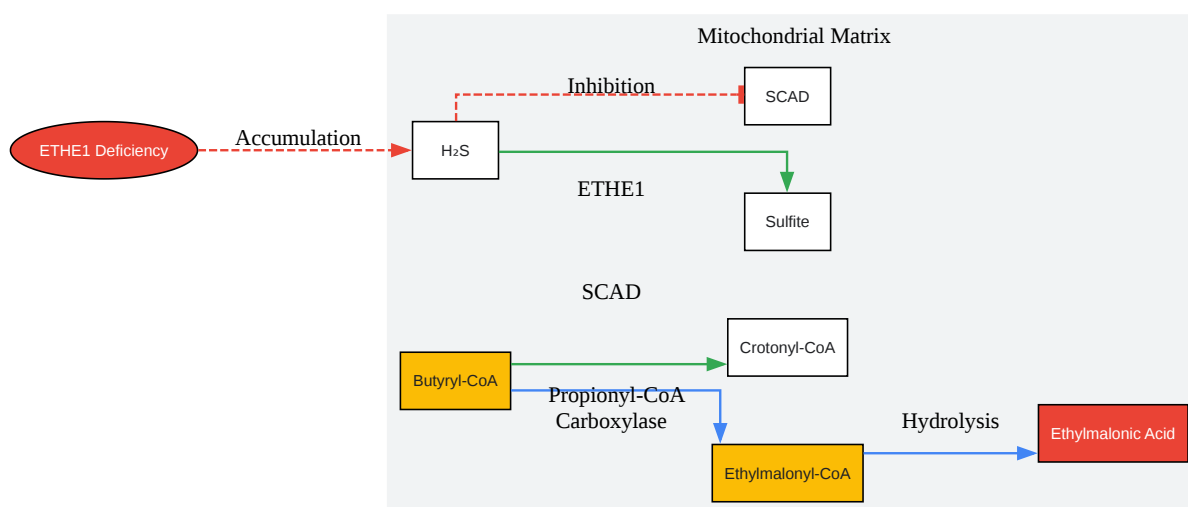 Mitochondrial Matrix
Inhibition
SCAD
Accumulation
ETHE1 Deficiency
H₂S
ETHE1
Sulfite
SCAD
Crotonyl-CoA
Butyryl-CoA
Propionyl-CoA
Carboxylase
Hydrolysis
Ethylmalonic Acid
Ethylmalonyl-CoA